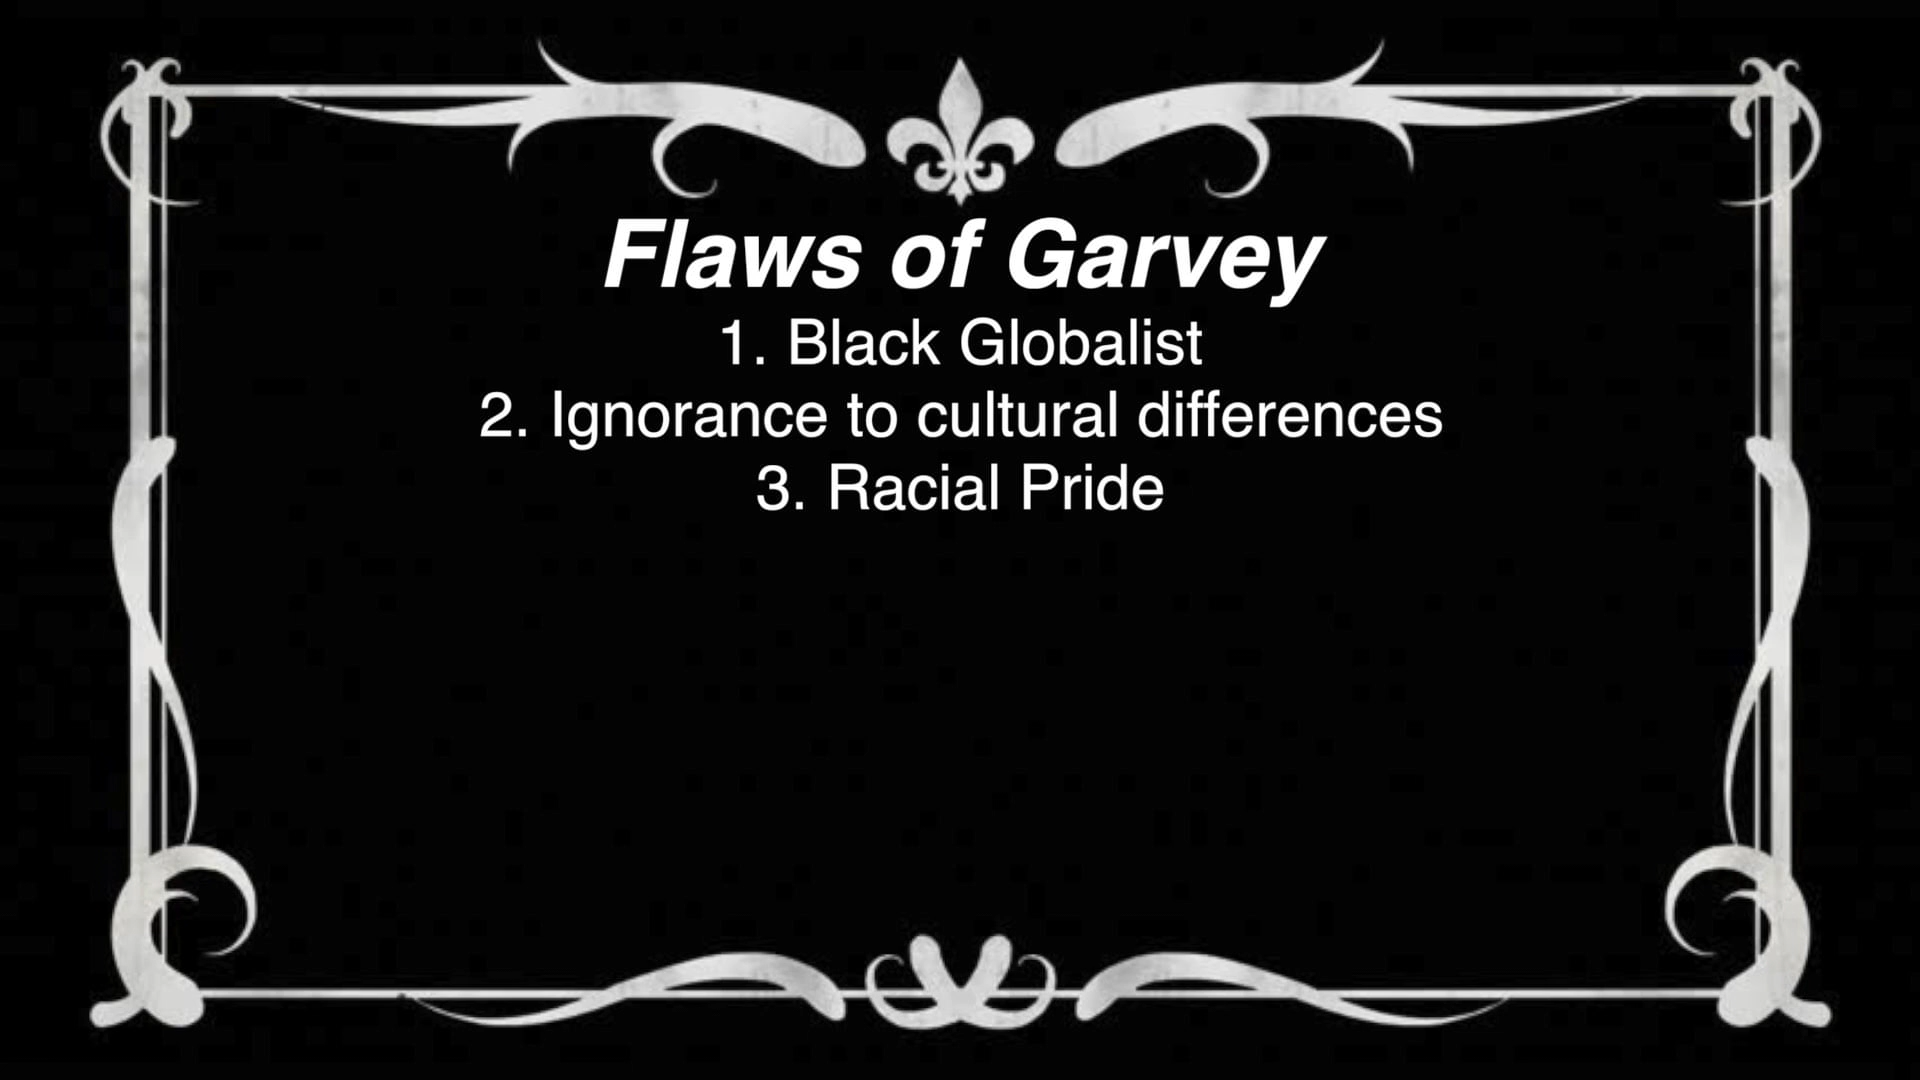 Flaws of Garvey
1. Black Globalist
2. Ignorance to cultural differences
3. Racial Pride